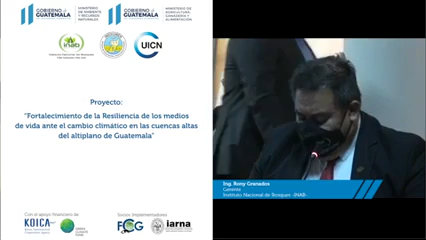 GOBIERNO de
GUATEMALA
MINISTERIO DE
AMBIENTE Y RECURSOS
NATURALES
GOBIERNO de
GUATEMALA
MINISTERIO DE
AGRICULTURA,
GANADERÍA Y
ALIMENTACIÓN
inab
UICN
Proyecto:
"Fortalecimiento de la Resiliencia de los medios
de vida ante el cambio climático en las cuencas altas
del altiplano de Guatemala"
Ing. Rony Granados
Gerente
Instituto Nacional de Bosques -INAB-
Con el apoyo financiero de
Socios Implementadores
KOICA
GREEN
CLIMATE
FUND
FCG
iarna